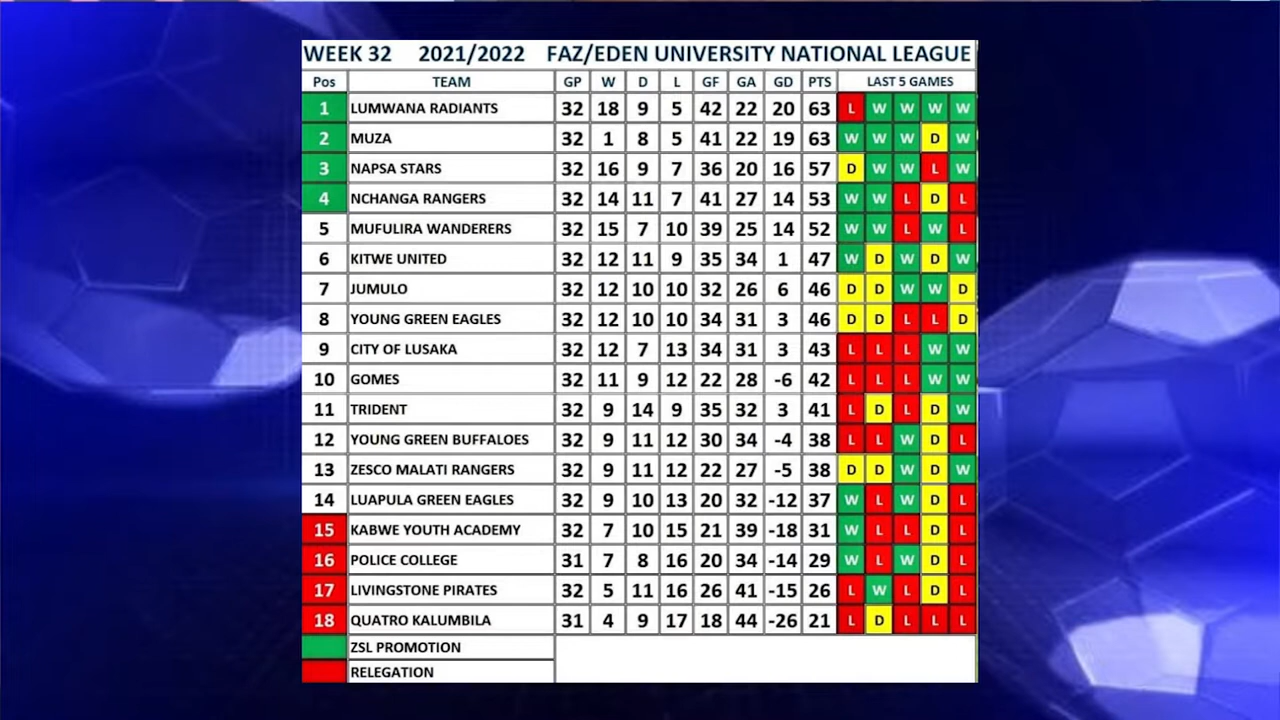 WEEK 32 2021/2022 FAZ/EDEN UNIVERSITY NATIONAL LEAGUE
Pos TEAM GP W D L GF GA GD PTS LAST 5 GAMES
1 LUMWANA RADIANTS 32 18 9 5 42 22 20 63 L W W W W
2 MUZA 32 1 8 5 41 22 19 63 W W W D W
3 NAPSA STARS 32 16 9 7 36 20 16 57 D W W L W
4 NCHANGA RANGERS 32 14 11 7 41 27 14 53 W W L D L
5 MUFULIRA WANDERERS 32 15 7 10 39 25 14 52 W W L W L
6 KITWE UNITED 32 12 11 9 35 34 1 47 W D W D W
7 JUMULO 32 12 10 10 32 26 6 46 D D W W D
8 YOUNG GREEN EAGLES 32 12 10 10 34 31 3 46 D D L L D
9 CITY OF LUSAKA 32 12 7 13 34 31 3 43 L L L W W
10 GOMES 32 11 9 12 22 28 -6 42 L L L W W
11 TRIDENT 32 9 14 9 35 32 3 41 L D L D W
12 YOUNG GREEN BUFFALOES 32 9 11 12 30 34 -4 38 L L W D L
13 ZESCO MALATI RANGERS 32 9 11 12 22 27 -5 38 D D W D W
14 LUAPULA GREEN EAGLES 32 9 10 13 20 32 -12 37 W L W D L
15 KABWE YOUTH ACADEMY 32 7 10 15 21 39 -18 31 W L L D L
16 POLICE COLLEGE 31 7 8 16 20 34 -14 29 W L W D L
17 LIVINGSTONE PIRATES 32 5 11 16 26 41 -15 26 L W L D L
18 QUATRO KALUMBILA 31 4 9 17 18 44 -26 21 L D L L L
ZSL PROMOTION
RELEGATION